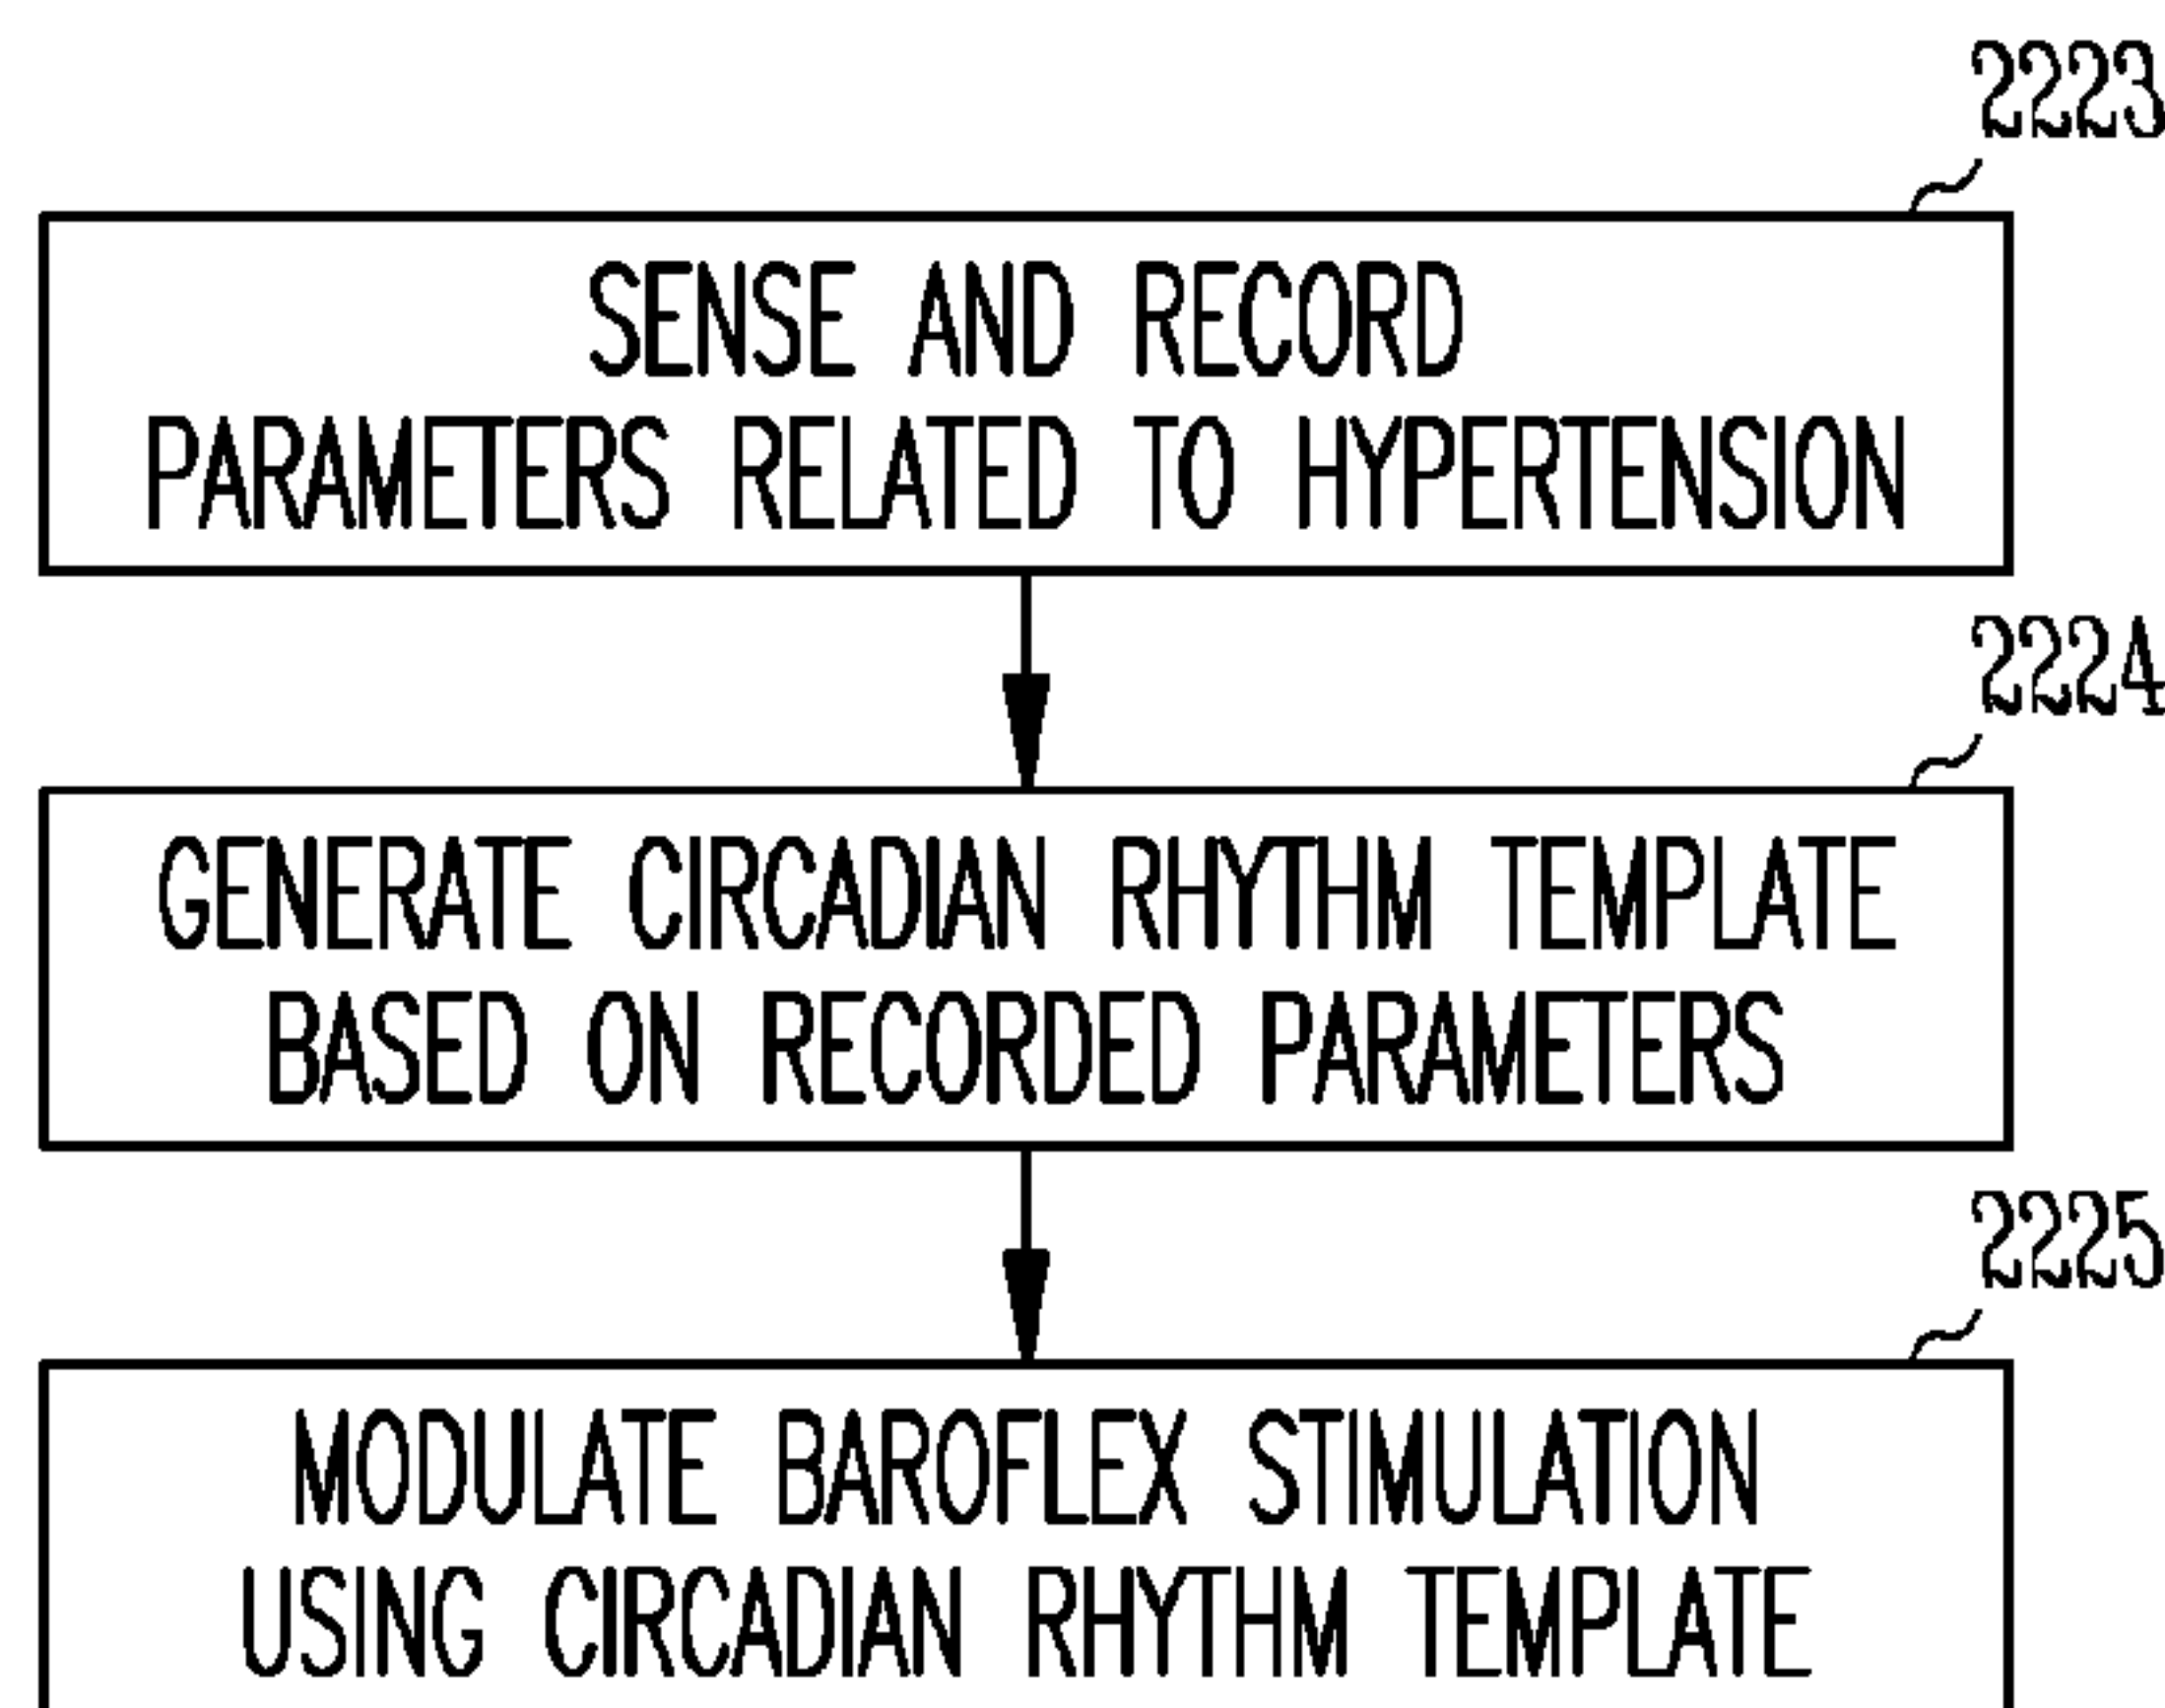 2223
SENSE AND RECORD
PARAMETERS RELATED TO HYPERTENSION
2224
GENERATE CIRCADIAN RHYTHM TEMPLATE
BASED ON RECORDED PARAMETERS
2225
MODULATE BAROFLEX STIMULATION
USING CIRCADIAN RHYTHM TEMPLATE